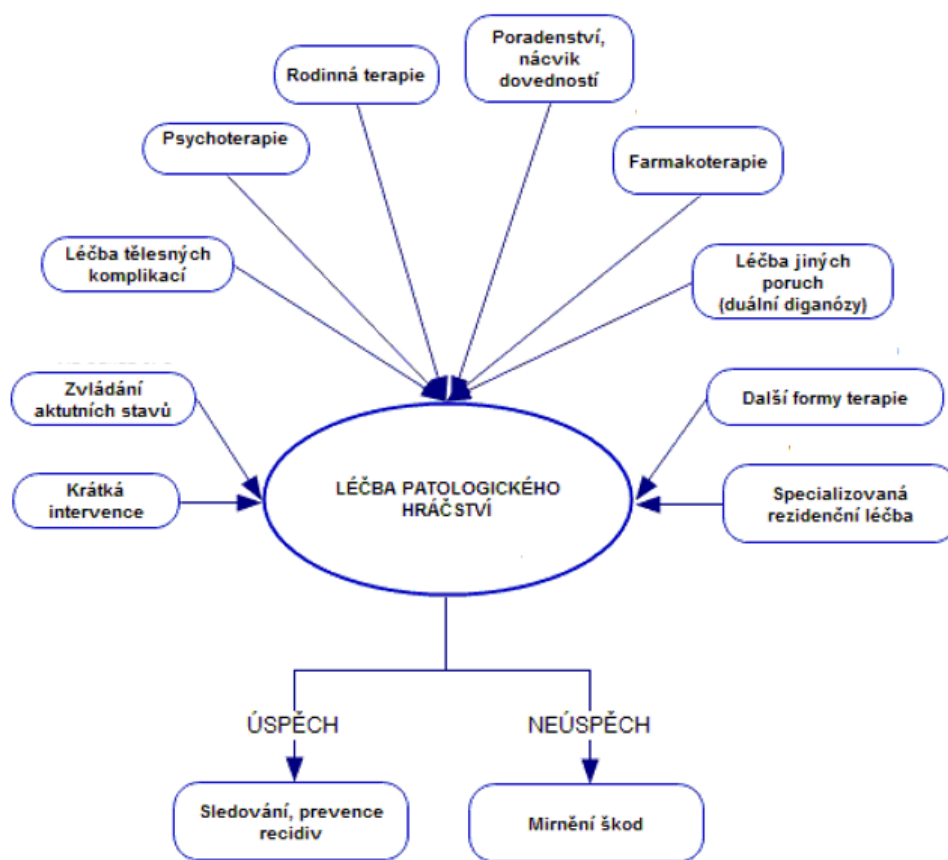 Poradenství,
nácvik
dovedností
Rodinná terapie
Psychoterapie
Farmakoterapie
Léčba tělesných
komplikací
Léčba jiných
poruch
(duální diganózy)
Zvládání
aktutních stavů
Další formy terapie
Krátká
intervence
LÉČBA PATOLOGICKÉHO
HRÁČSTVÍ
Specializovaná
rezidenční léčba
ÚSPĚCH
NEÚSPĚCH
Sledování, prevence
recidiv
Mirnění škod